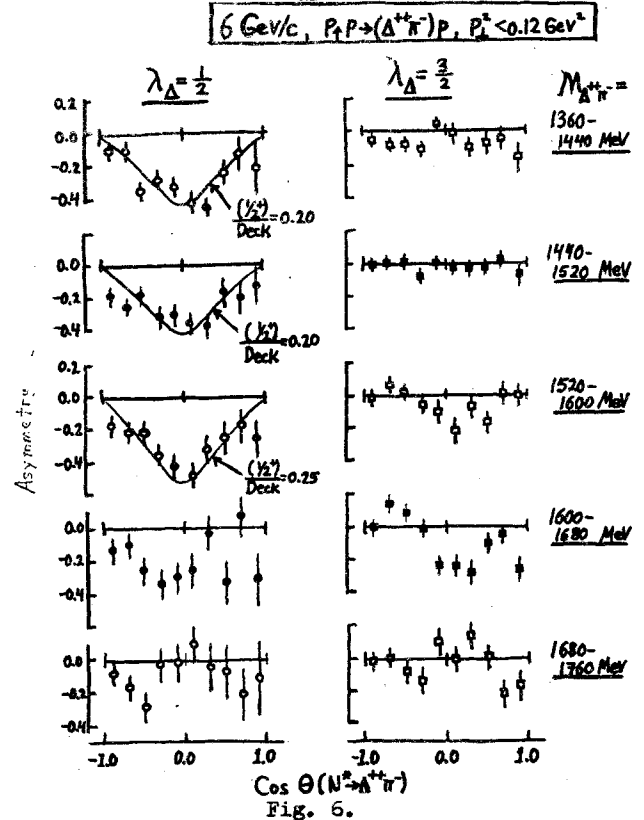 6 GeV/c, P↑P→(Δ⁺⁺π⁻)P, P⊥² < 0.12 GeV²
λΔ = 1/2
λΔ = 3/2
MΔ⁺⁺π⁻ =
0.2
0.0
-0.2
-0.4
(1/2⁺)/Deck = 0.20
1360-
1440 MeV
0.0
-0.2
-0.4
(1/2⁺)/Deck = 0.20
1440-
1520 MeV
0.2
0.0
-0.2
-0.4
(1/2⁺)/Deck = 0.25
1520-
1600 MeV
Asymmetry
0.0
-0.2
-0.4
1600-
1680 MeV
0.0
-0.2
-0.4
1680-
1760 MeV
-1.0 0.0 1.0
-1.0 0.0 1.0
Cos Θ(N*→Δ⁺⁺π⁻)
Fig. 6.